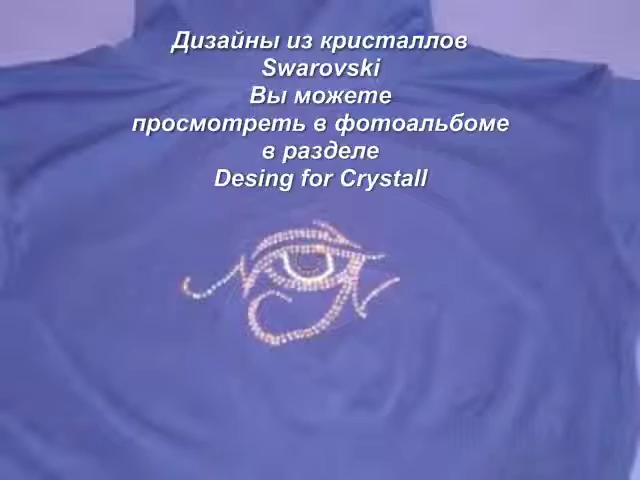 Дизайны из кристаллов
Swarovski
Вы можете
просмотреть в фотоальбоме
в разделе
Desing for Crystall